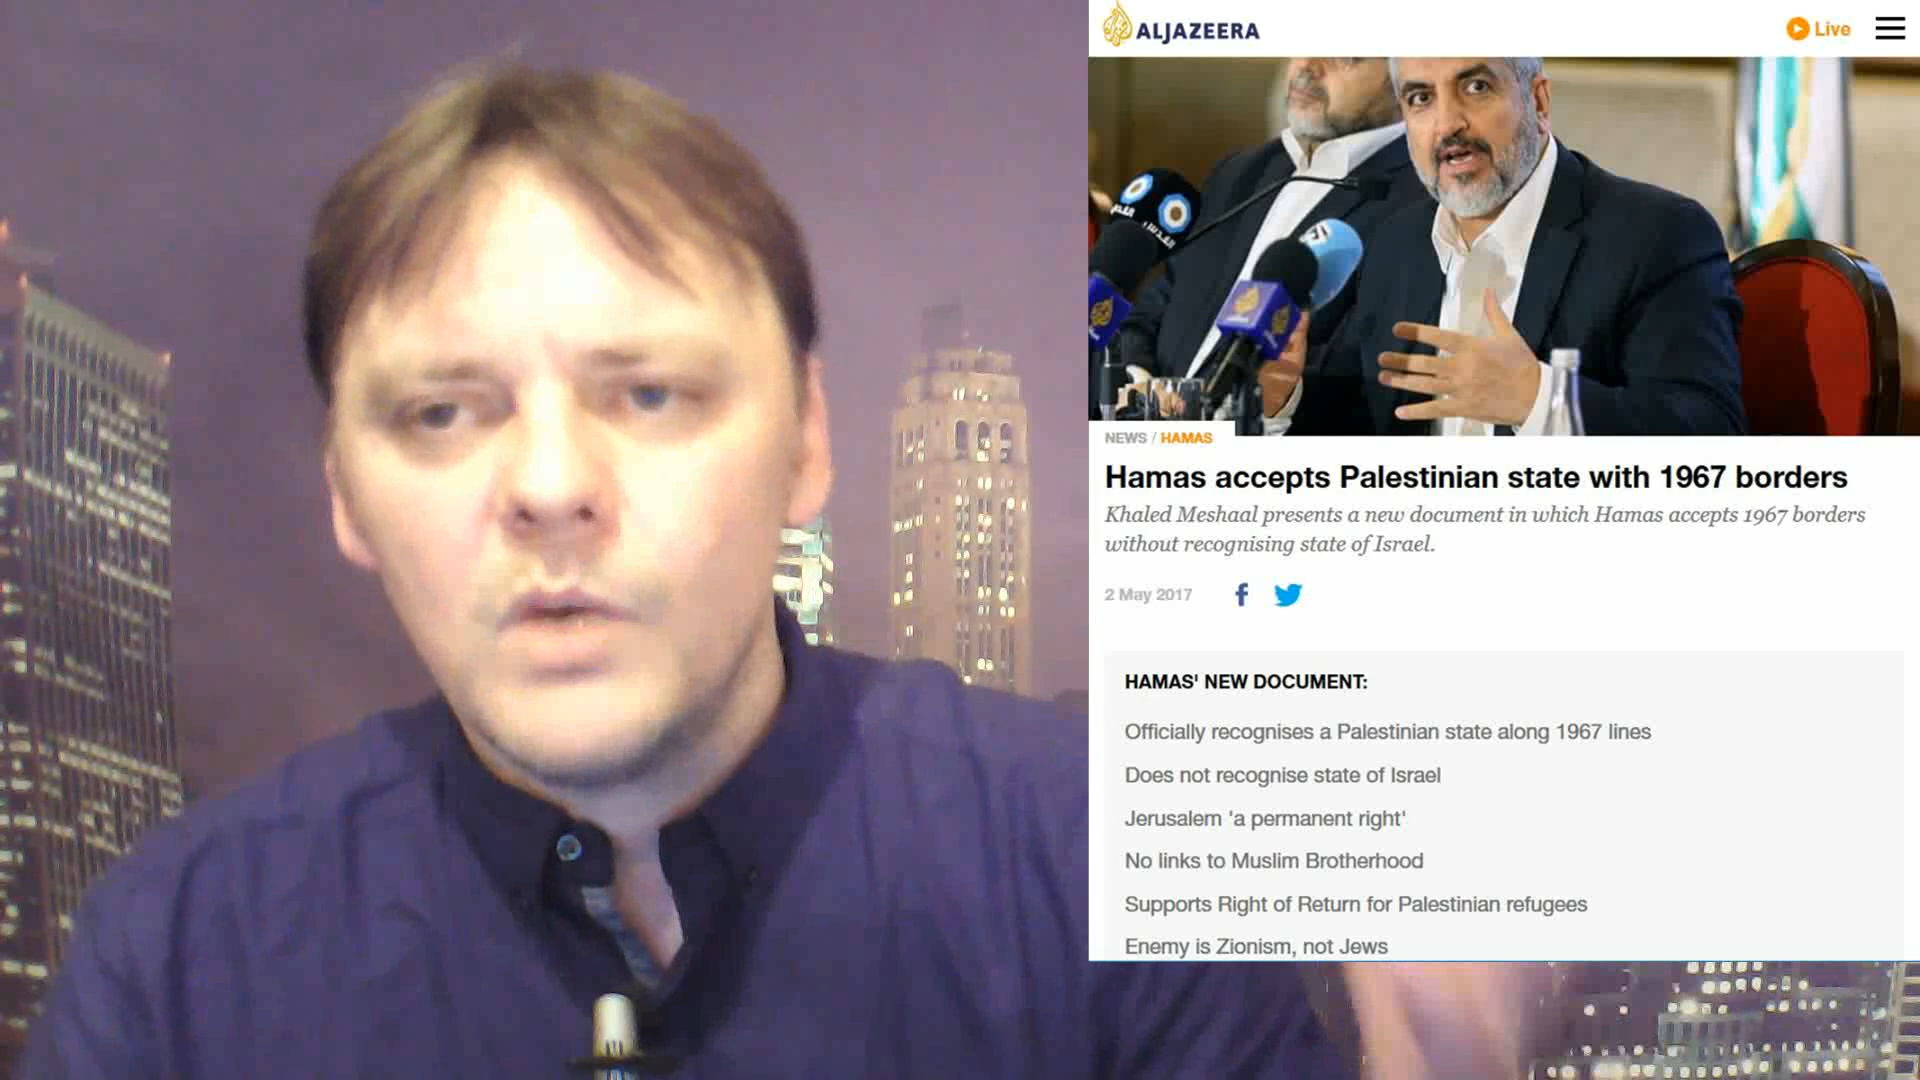 ALJAZEERA
Live
NEWS / HAMAS
Hamas accepts Palestinian state with 1967 borders
Khaled Meshaal presents a new document in which Hamas accepts 1967 borders
without recognising state of Israel.
2 May 2017
HAMAS' NEW DOCUMENT:
Officially recognises a Palestinian state along 1967 lines
Does not recognise state of Israel
Jerusalem 'a permanent right'
No links to Muslim Brotherhood
Supports Right of Return for Palestinian refugees
Enemy is Zionism, not Jews